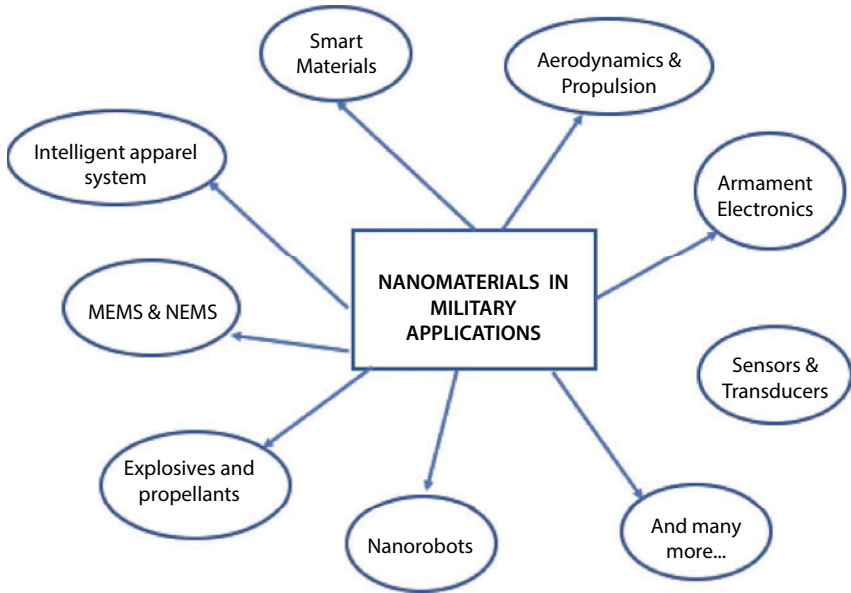 Smart
Materials
Aerodynamics &
Propulsion
Intelligent apparel
system
Armament
Electronics
NANOMATERIALS IN
MILITARY
APPLICATIONS
MEMS & NEMS
Sensors &
Transducers
Explosives and
propellants
Nanorobots
And many
more...